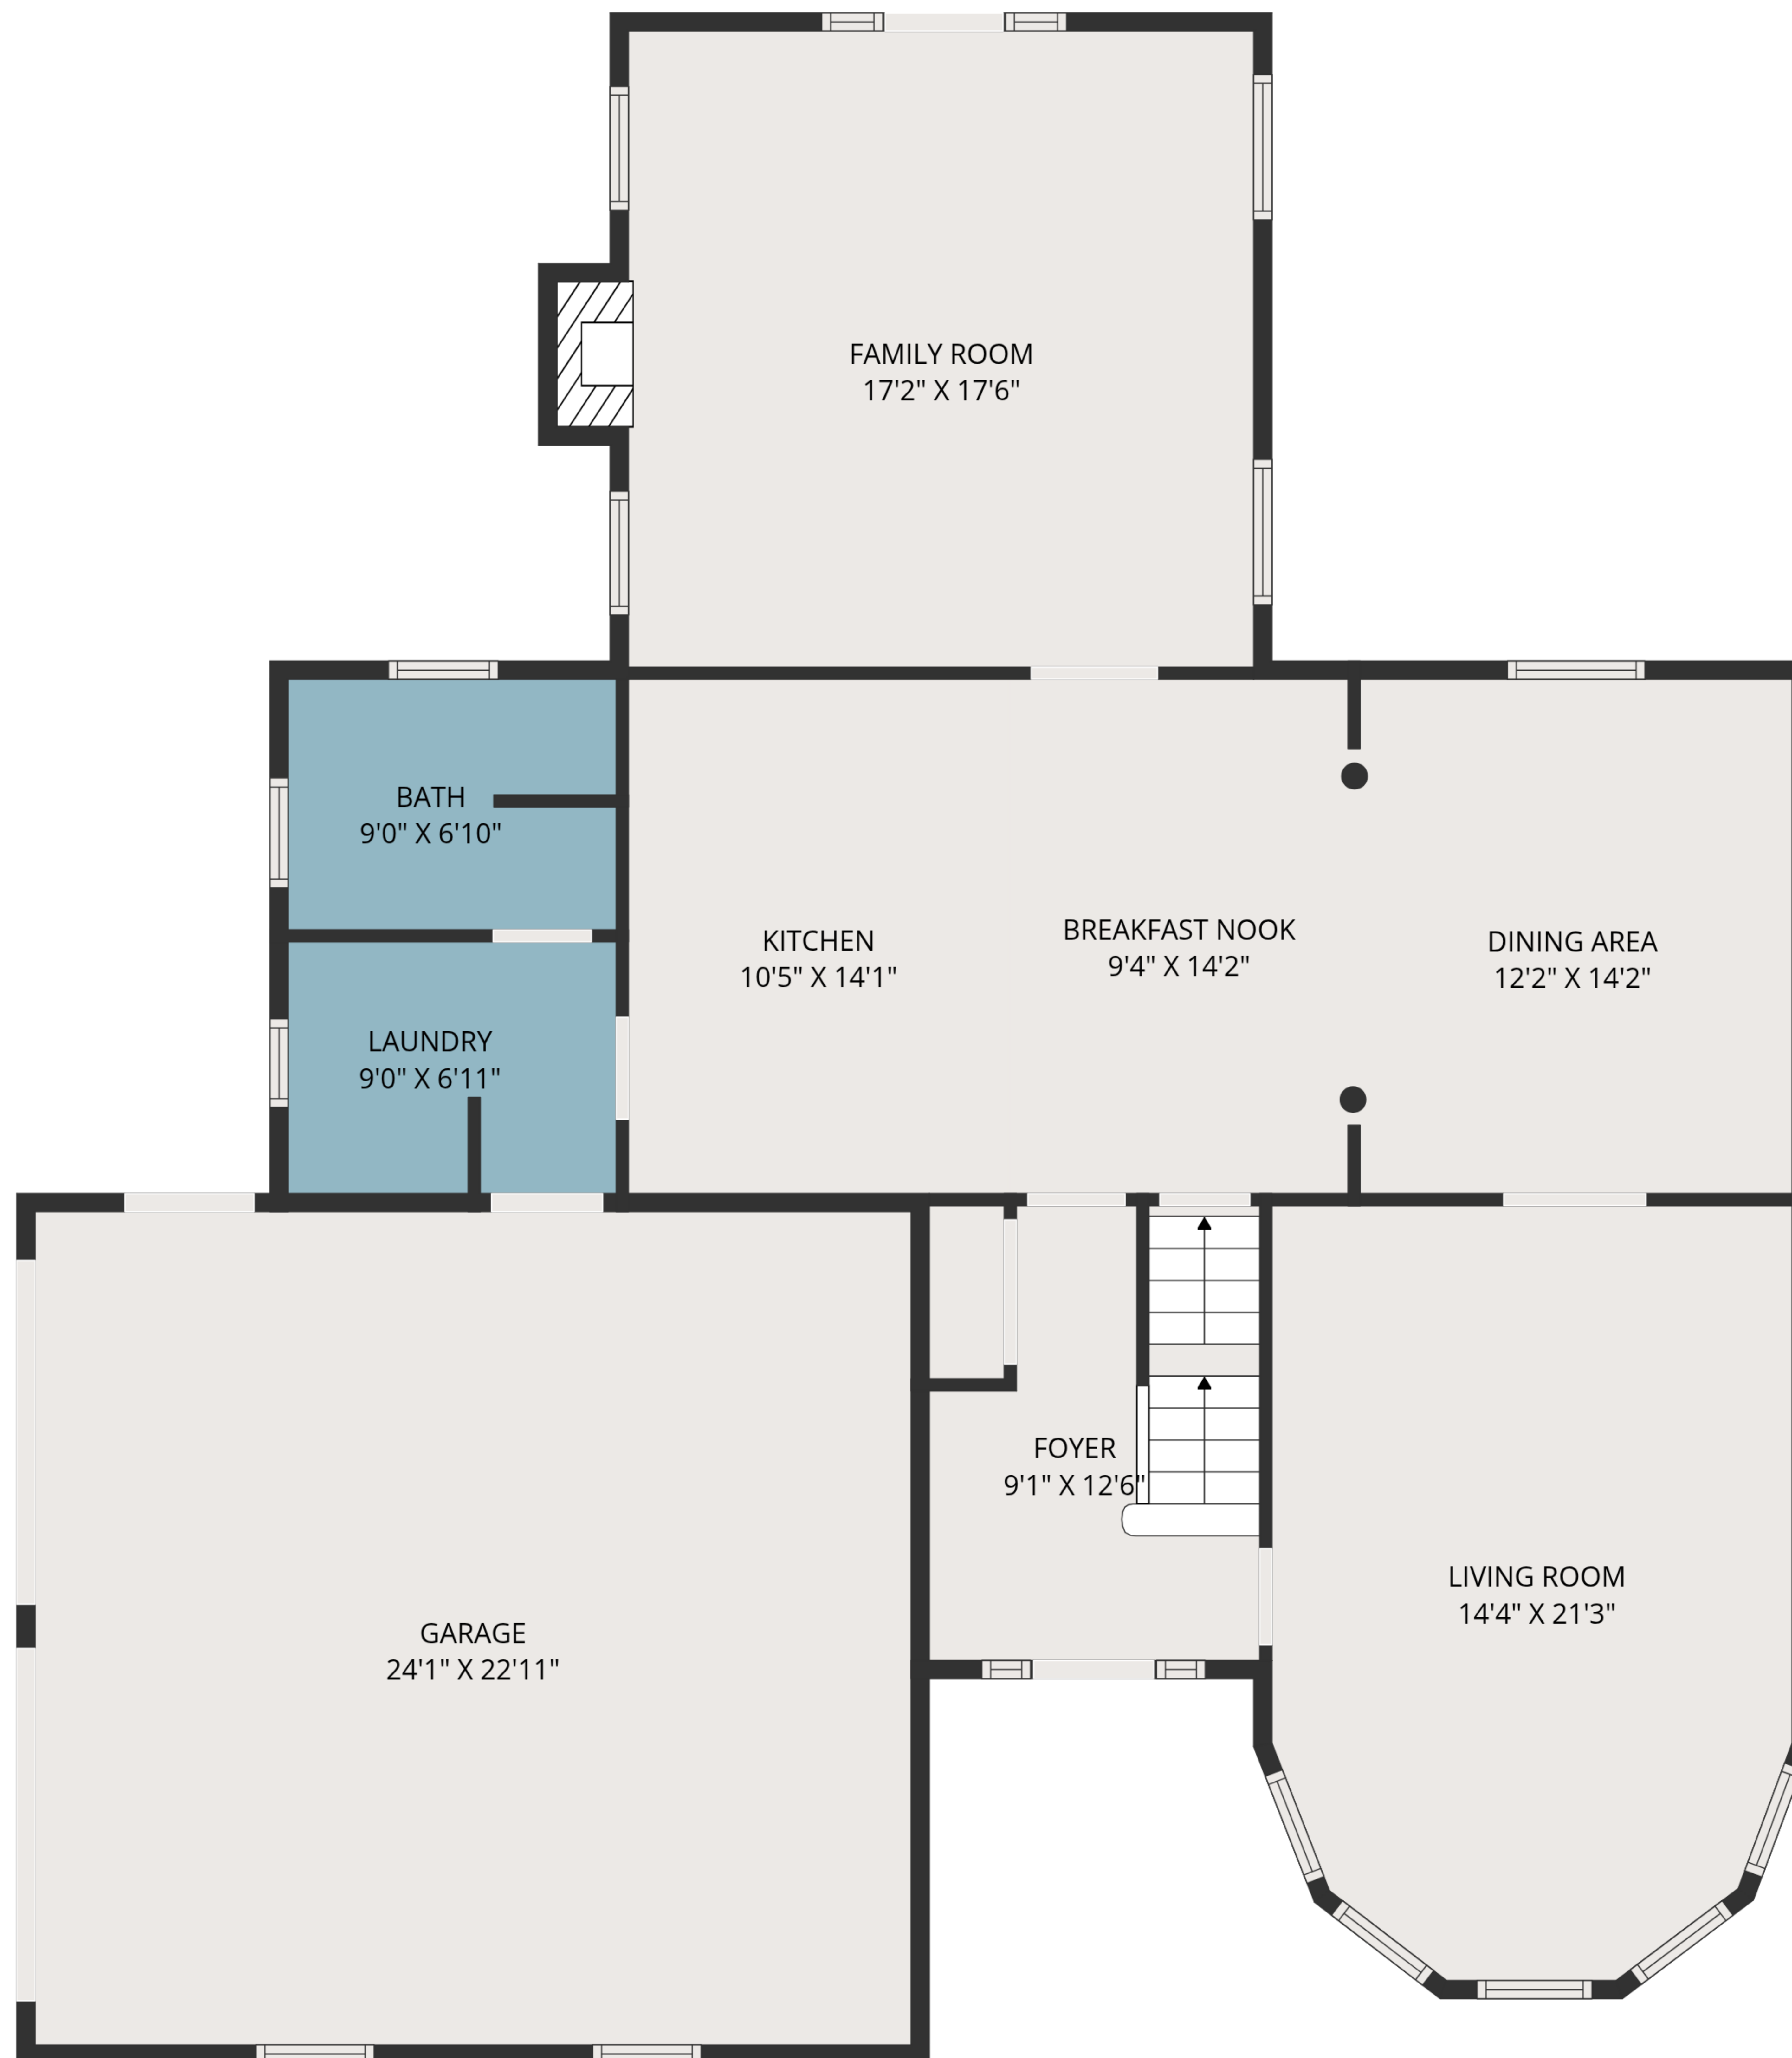 FAMILY ROOM
17'2" X 17'6"
BATH
9'0" X 6'10"
KITCHEN
10'5" X 14'1"
BREAKFAST NOOK
9'4" X 14'2"
DINING AREA
12'2" X 14'2"
LAUNDRY
9'0" X 6'11"
FOYER
9'1" X 12'6"
LIVING ROOM
14'4" X 21'3"
GARAGE
24'1" X 22'11"